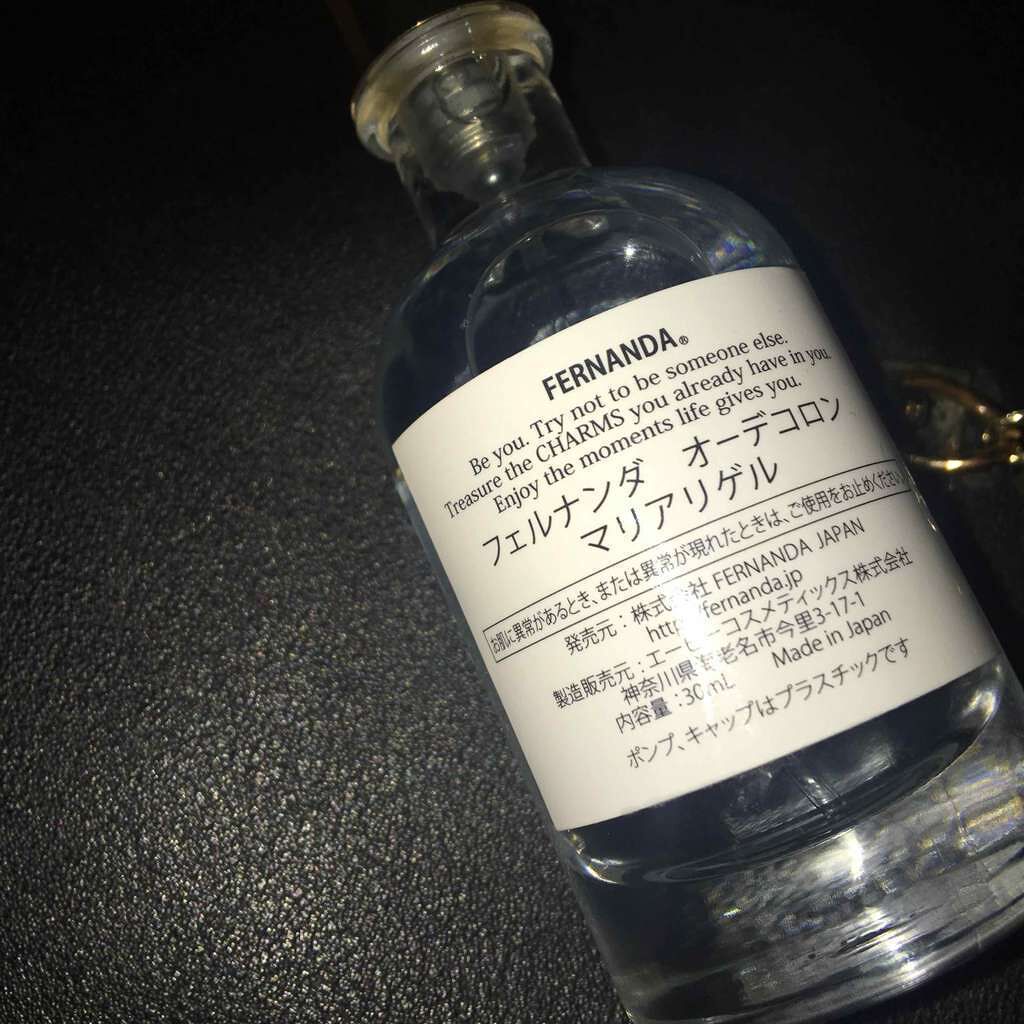 FERNANDA®
Be you. Try not to be someone else.
Treasure the CHARMS you already have in you.
Enjoy the moments life gives you.
フェルナンダ オーデコロン
マリアリゲル
お肌に異常があるとき、または異常が現れたときは、ご使用をお止めください。
発売元：株式会社 FERNANDA JAPAN
http://fernanda.jp
製造販売元：エービーコスメティックス株式会社
神奈川県海老名市今里3-17-1
内容量：30mL Made in Japan
ポンプ、キャップはプラスチックです